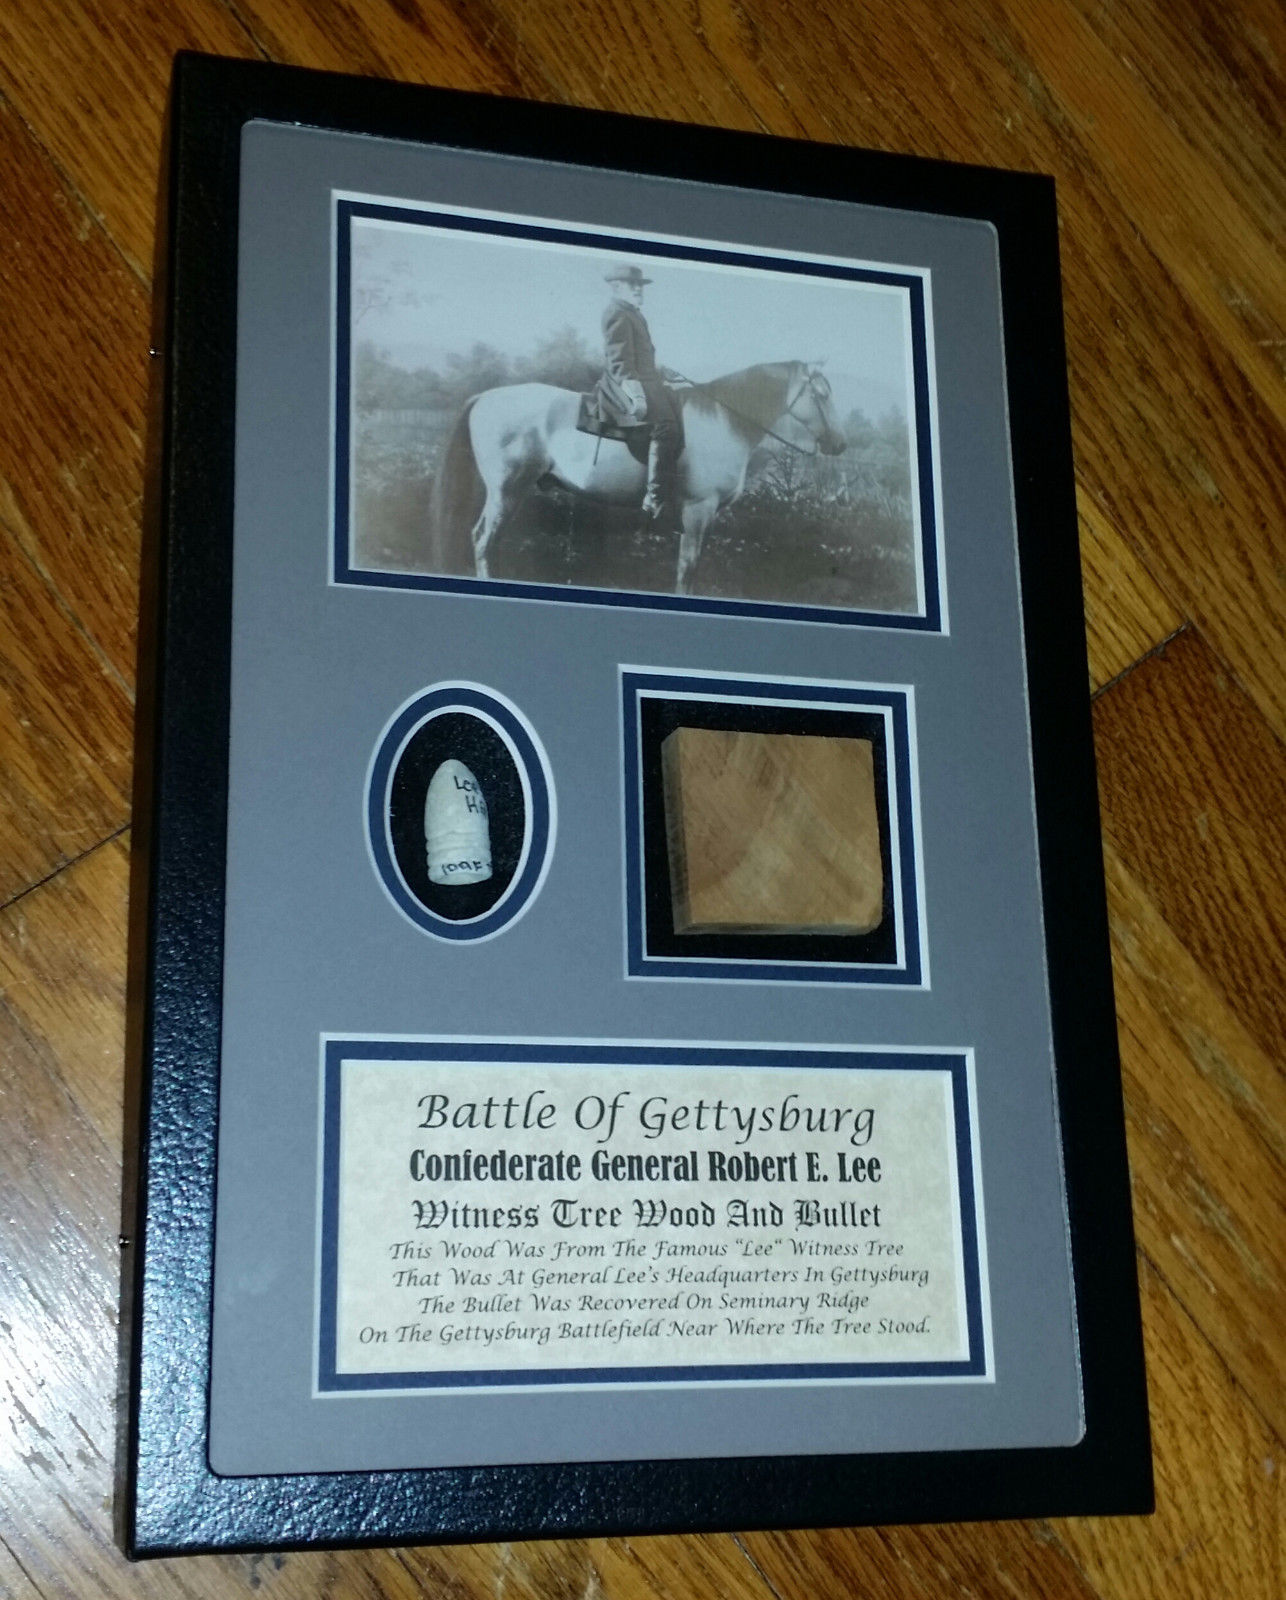 Battle Of Gettysburg
Confederate General Robert E. Lee
Witness Tree Wood And Bullet
This Wood Was From The Famous "Lee" Witness Tree
That Was At General Lee's Headquarters In Gettysburg
The Bullet Was Recovered On Seminary Ridge
On The Gettysburg Battlefield Near Where The Tree Stood.